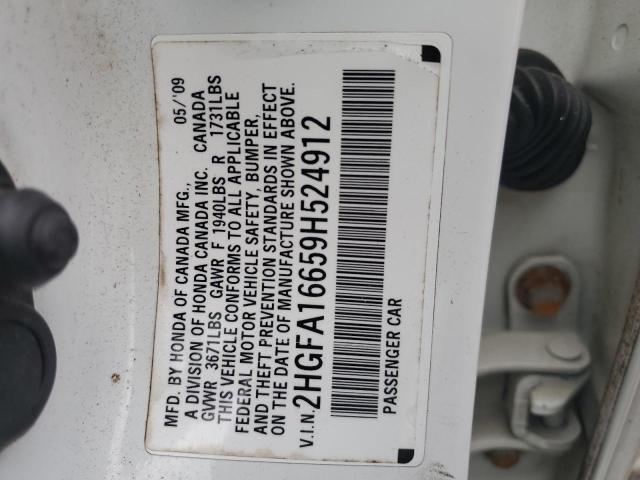 MFD. BY HONDA OF CANADA MFG., 05/'09
A DIVISION OF HONDA CANADA INC. CANADA
GVWR 3671LBS GAWR F 1940LBS R 1731LBS
THIS VEHICLE CONFORMS TO ALL APPLICABLE
FEDERAL MOTOR VEHICLE SAFETY, BUMPER,
AND THEFT PREVENTION STANDARDS IN EFFECT
ON THE DATE OF MANUFACTURE SHOWN ABOVE.
V.I.N. 2HGFA16659H524912
PASSENGER CAR